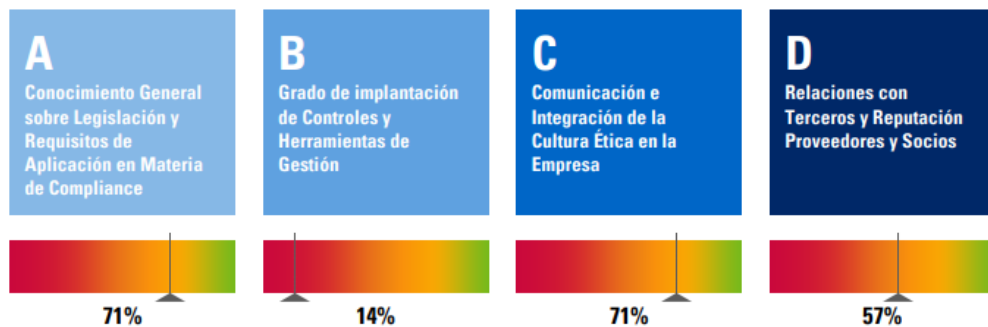 A
Conocimiento General
sobre Legislación y
Requisitos de
Aplicación en Materia
de Compliance
71%
B
Grado de implantación
de Controles y
Herramientas de
Gestión
14%
C
Comunicación e
Integración de la
Cultura Ética en la
Empresa
71%
D
Relaciones con
Terceros y Reputación
Proveedores y Socios
57%